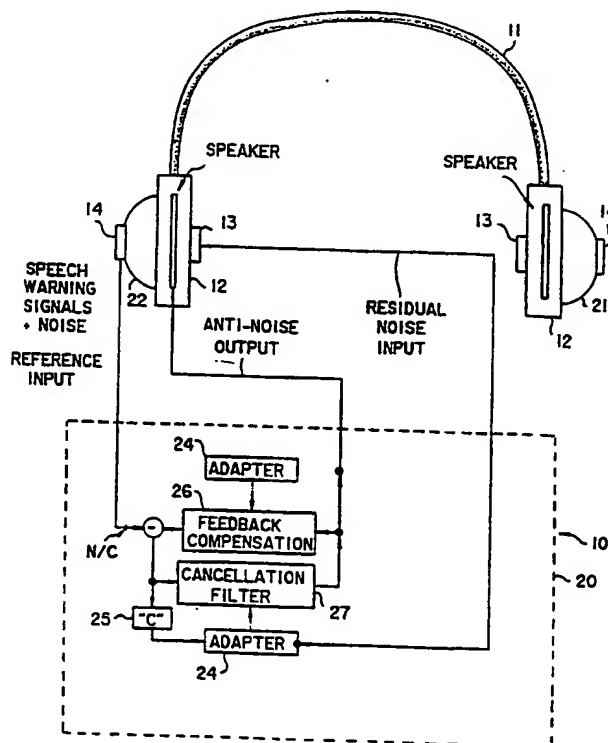 11
SPEAKER
SPEAKER
14
13
13
14
SPEECH
WARNING
SIGNALS
+ NOISE
22
12
21
12
RESIDUAL
NOISE
INPUT
ANTI-NOISE
OUTPUT
REFERENCE
INPUT
24
ADAPTER
26
FEEDBACK
COMPENSATION
N/C
10
20
CANCELLATION
FILTER
27
25
"C"
ADAPTER
24